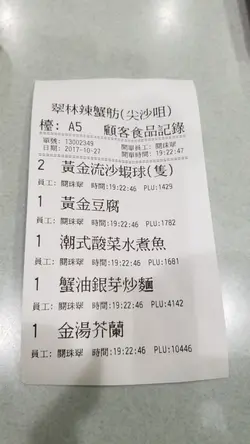 翠林辣蟹舫(尖沙咀)
檯: A5 顧客食品記錄
單號: 13002349 開單員工: 關珠翠
日期: 2017-10-27 開單時間: 19:22:47
2 黃金流沙蝦球(隻)
員工: 關珠翠 時間:19:22:46 PLU:1429
1 黃金豆腐
員工: 關珠翠 時間:19:22:46 PLU:1782
1 潮式酸菜水煮魚
員工: 關珠翠 時間:19:22:46 PLU:1681
1 蟹油銀芽炒麵
員工: 關珠翠 時間:19:22:46 PLU:4142
1 金湯芥蘭
員工: 關珠翠 時間:19:22:46 PLU:10446